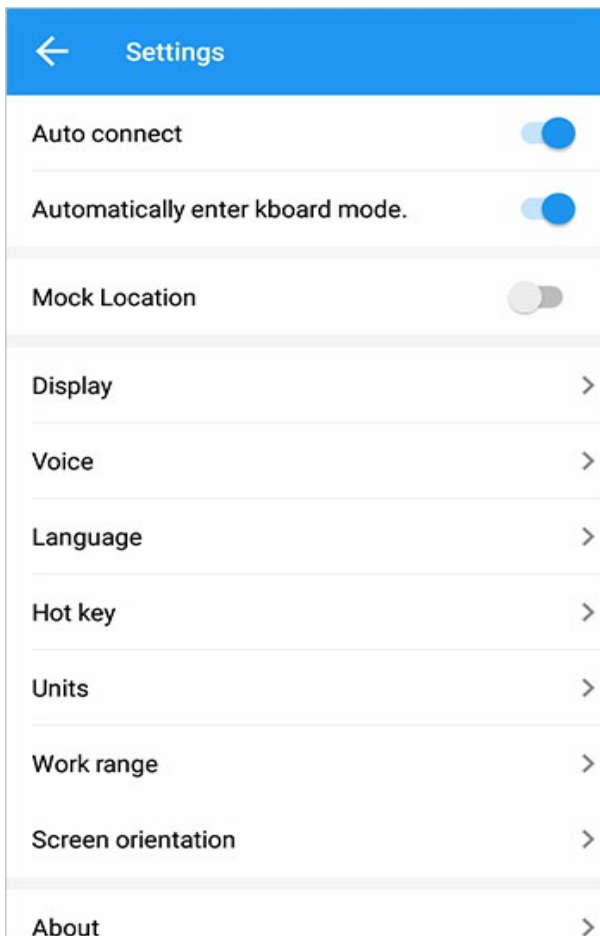 Settings
Auto connect
Automatically enter kboard mode.
Mock Location
Display
Voice
Language
Hot key
Units
Work range
Screen orientation
About